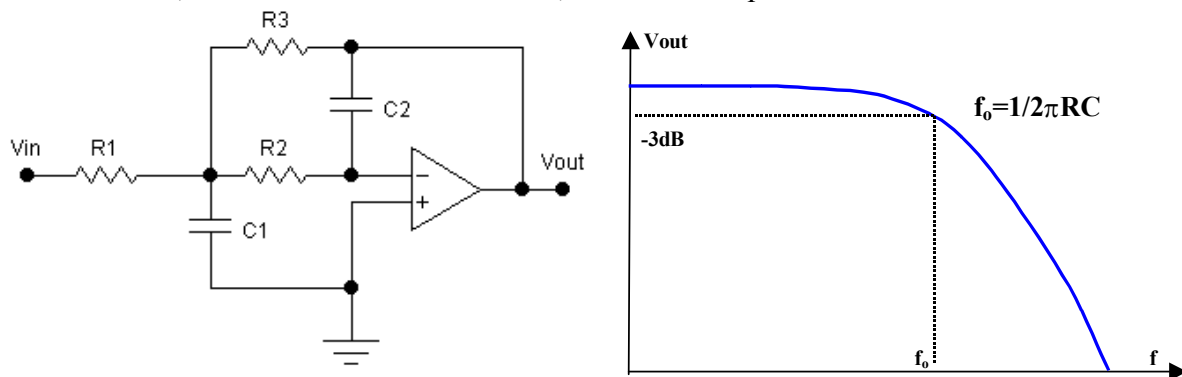 R3
C2
Vin
R1
R2
Vout
C1
−
+
Vout
fo=1/2πRC
-3dB
fo
f